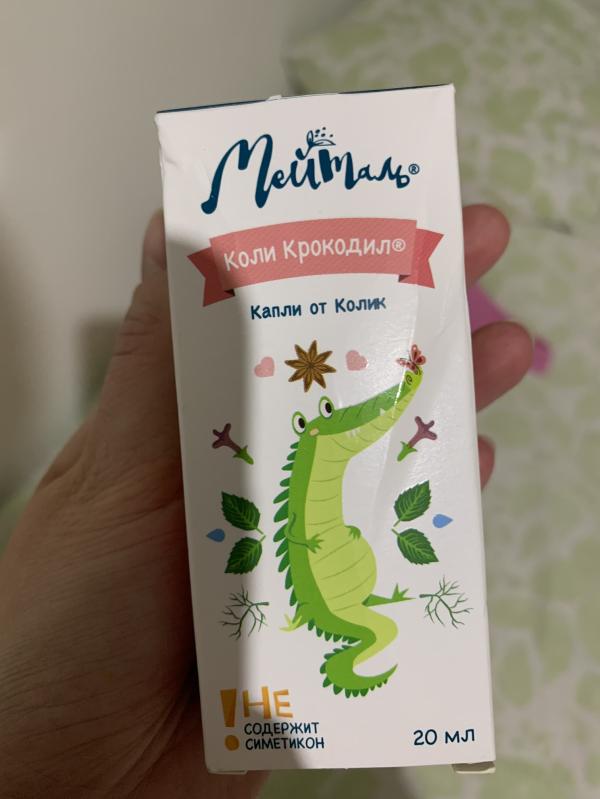 Мейталь®
Коли Крокодил®
Капли от Колик
! НЕ
СОДЕРЖИТ
СИМЕТИКОН
20 мл